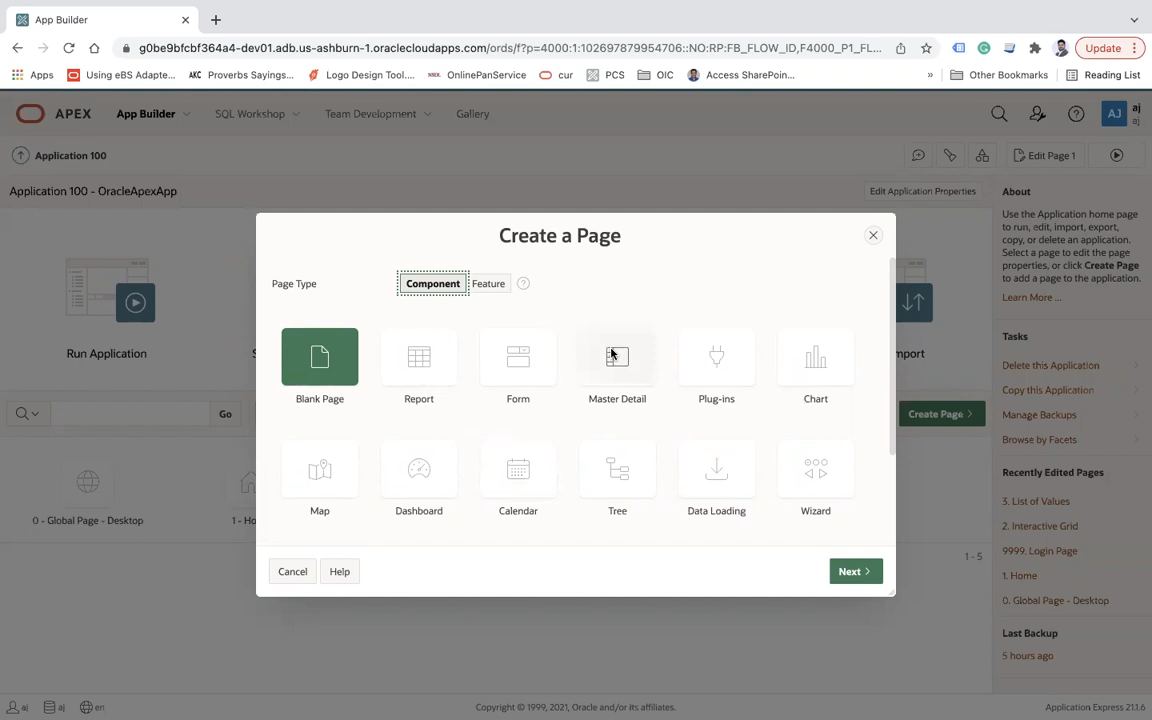 App Builder
g0be9bfcbf364a4-dev01.adb.us-ashburn-1.oraclecloudapps.com/ords/f?p=4000:1:102697879954706::NO:RP:FB_FLOW_ID,F4000_P1_FL...
Update
Apps
Using eBS Adapte...
AKC Proverbs Sayings...
Logo Design Tool....
OnlinePanService
cur
PCS
OIC
Access SharePoin...
»
Other Bookmarks
Reading List
APEX
App Builder
SQL Workshop
Team Development
Gallery
AJ
aj
aj
Application 100
Edit Page 1
Application 100 - OracleApexApp
Edit Application Properties
About
Use the Application home page
to run, edit, import, export,
copy, or delete an application.
Select a page to edit the page
properties, or click Create Page
to add a page to the application.
Learn More ...
Create a Page
Page Type
Component
Feature
Run Application
S
port
Blank Page
Report
Form
Master Detail
Plug-ins
Chart
Map
Dashboard
Calendar
Tree
Data Loading
Wizard
Go
Create Page >
0 - Global Page - Desktop
1 - Ho
1 - 5
Cancel
Help
Next >
Tasks
Delete this Application
Copy this Application
Manage Backups
Browse by Facets
Recently Edited Pages
3. List of Values
2. Interactive Grid
9999. Login Page
1. Home
0. Global Page - Desktop
Last Backup
5 hours ago
aj
aj
en
Copyright © 1999, 2021, Oracle and/or its affiliates.
Application Express 21.1.6